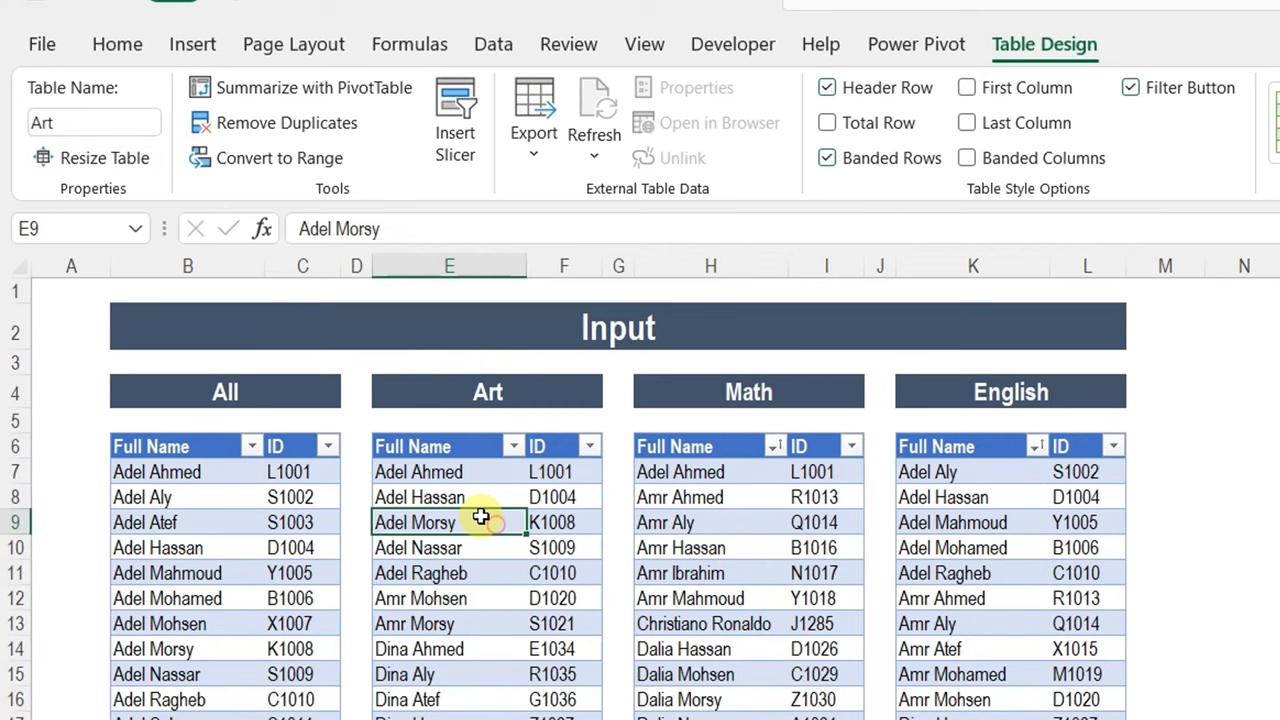 File Home Insert Page Layout Formulas Data Review View Developer Help Power Pivot Table Design
Table Name:
Art
Resize Table
Properties
Summarize with PivotTable
Remove Duplicates
Convert to Range
Tools
Insert
Slicer
Export
Refresh
Properties
Open in Browser
Unlink
External Table Data
Header Row First Column Filter Button
Total Row Last Column
Banded Rows Banded Columns
Table Style Options
E9 fx Adel Morsy
A B C D E F G H I J K L M N
1
2 Input
3
4 All Art Math English
5
6 Full Name ID Full Name ID Full Name ID Full Name ID
7 Adel Ahmed L1001 Adel Ahmed L1001 Adel Ahmed L1001 Adel Aly S1002
8 Adel Aly S1002 Adel Hassan D1004 Amr Ahmed R1013 Adel Hassan D1004
9 Adel Atef S1003 Adel Morsy K1008 Amr Aly Q1014 Adel Mahmoud Y1005
10 Adel Hassan D1004 Adel Nassar S1009 Amr Hassan B1016 Adel Mohamed B1006
11 Adel Mahmoud Y1005 Adel Ragheb C1010 Amr Ibrahim N1017 Adel Ragheb C1010
12 Adel Mohamed B1006 Amr Mohsen D1020 Amr Mahmoud Y1018 Amr Ahmed R1013
13 Adel Mohsen X1007 Amr Morsy S1021 Christiano Ronaldo J1285 Amr Aly Q1014
14 Adel Morsy K1008 Dina Ahmed E1034 Dalia Hassan D1026 Amr Atef X1015
15 Adel Nassar S1009 Dina Aly R1035 Dalia Mohsen C1029 Amr Mohamed M1019
16 Adel Ragheb C1010 Dina Atef G1036 Dalia Morsy Z1030 Amr Mohsen D1020